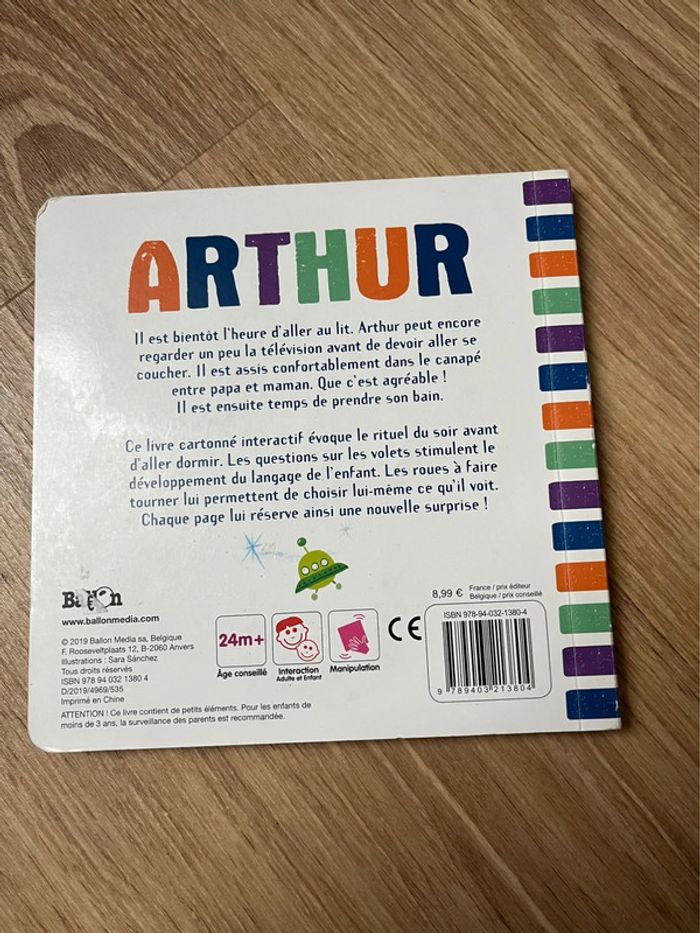 ARTHUR
Il est bientôt l'heure d'aller au lit. Arthur peut encore
regarder un peu la télévision avant de devoir aller se
coucher. Il est assis confortablement dans le canapé
entre papa et maman. Que c'est agréable !
Il est ensuite temps de prendre son bain.
Ce livre cartonné interactif évoque le rituel du soir avant
d'aller dormir. Les questions sur les volets stimulent le
développement du langage de l'enfant. Les roues à faire
tourner lui permettent de choisir lui-même ce qu'il voit.
Chaque page lui réserve ainsi une nouvelle surprise !
Ballon
www.ballonmedia.com
© 2019 Ballon Media sa, Belgique
F. Rooseveltplaats 12, B-2060 Anvers
Illustrations : Sara Sánchez
Tous droits réservés
ISBN 978 94 032 1380 4
D/2019/4969/535
Imprimé en Chine
ATTENTION ! Ce livre contient de petits éléments. Pour les enfants de
moins de 3 ans, la surveillance des parents est recommandée.
24m+
Âge conseillé
Interaction
Adulte et Enfant
Manipulation
CE
8,99 € France / prix éditeur
Belgique / prix conseillé
ISBN 978-94-032-1380-4
9 789403 213804